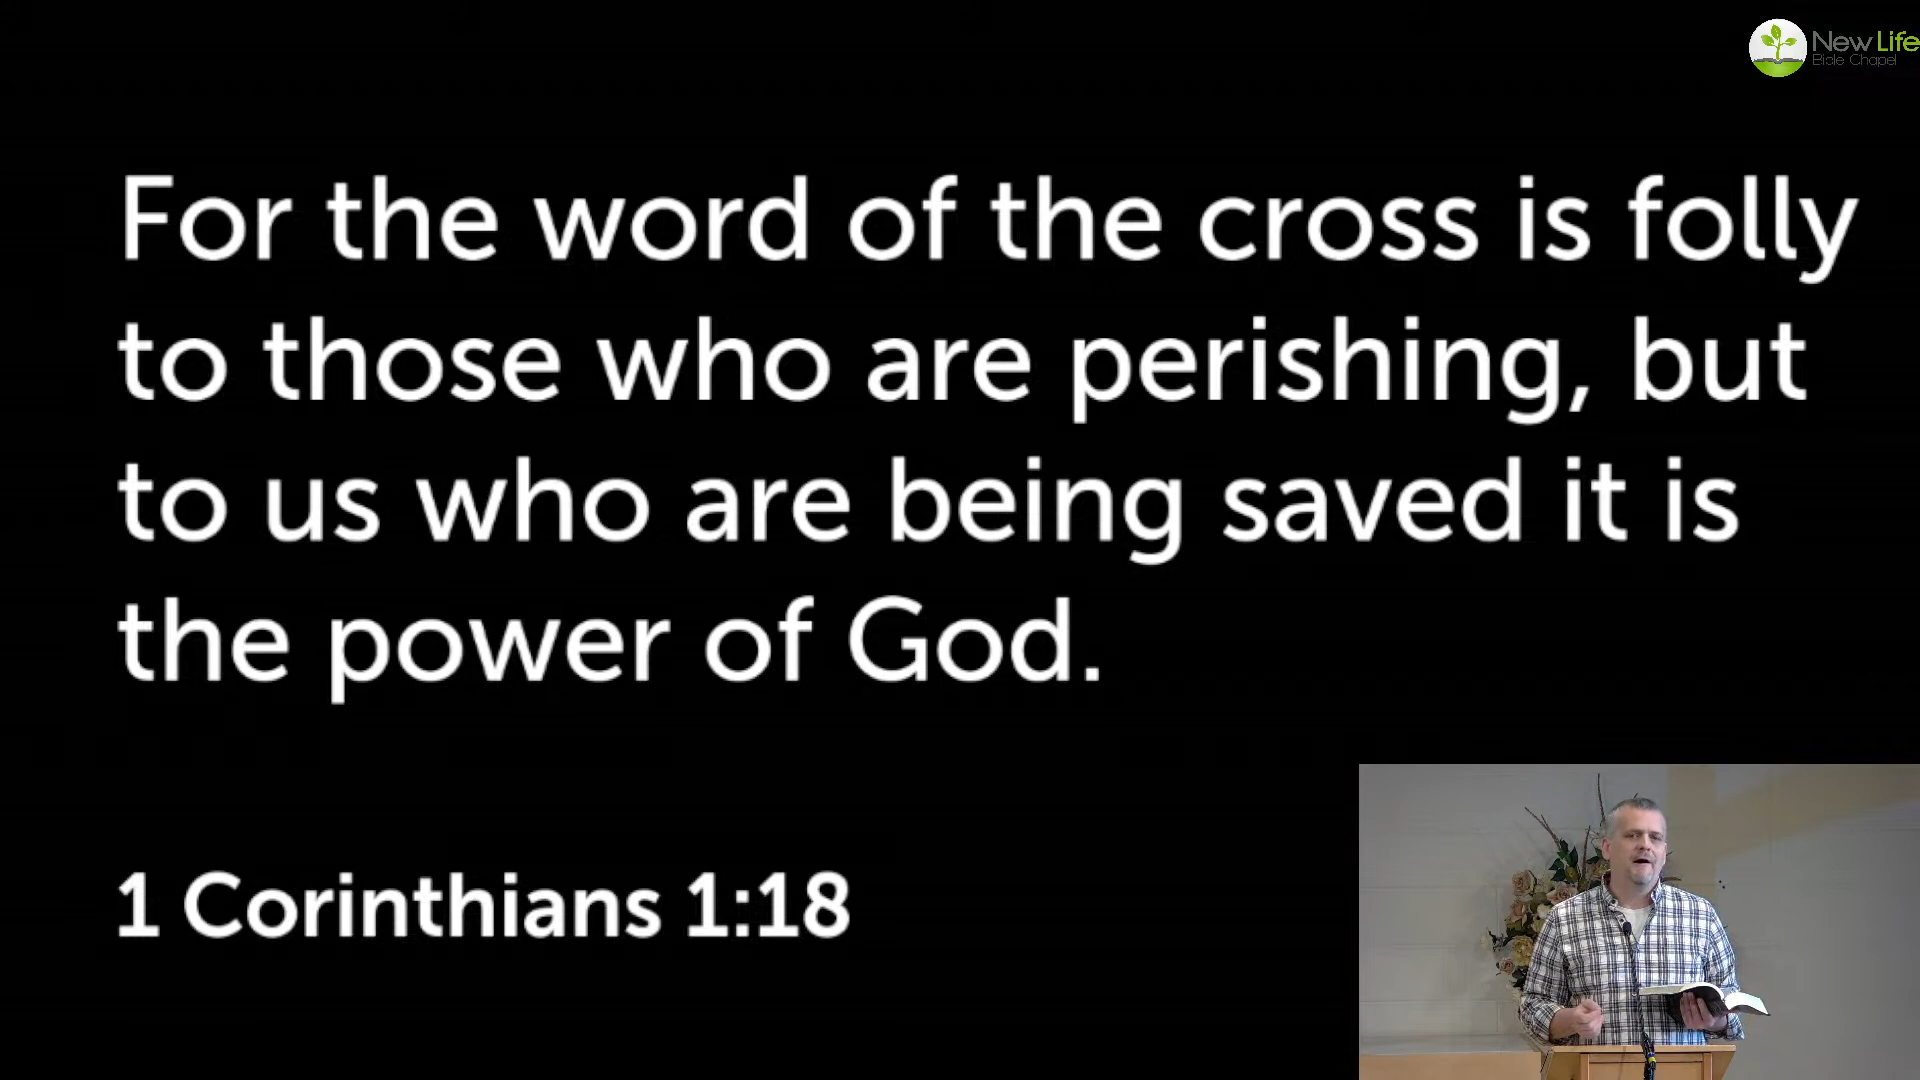 New Life
Bible Chapel
For the word of the cross is folly
to those who are perishing, but
to us who are being saved it is
the power of God.
1 Corinthians 1:18